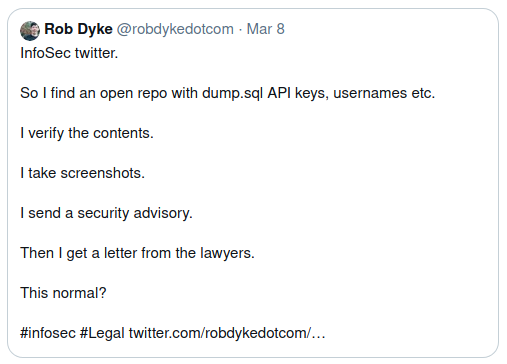 Rob Dyke @robdykedotcom · Mar 8
InfoSec twitter.
So I find an open repo with dump.sql API keys, usernames etc.
I verify the contents.
I take screenshots.
I send a security advisory.
Then I get a letter from the lawyers.
This normal?
#infosec #Legal twitter.com/robdykedotcom/…